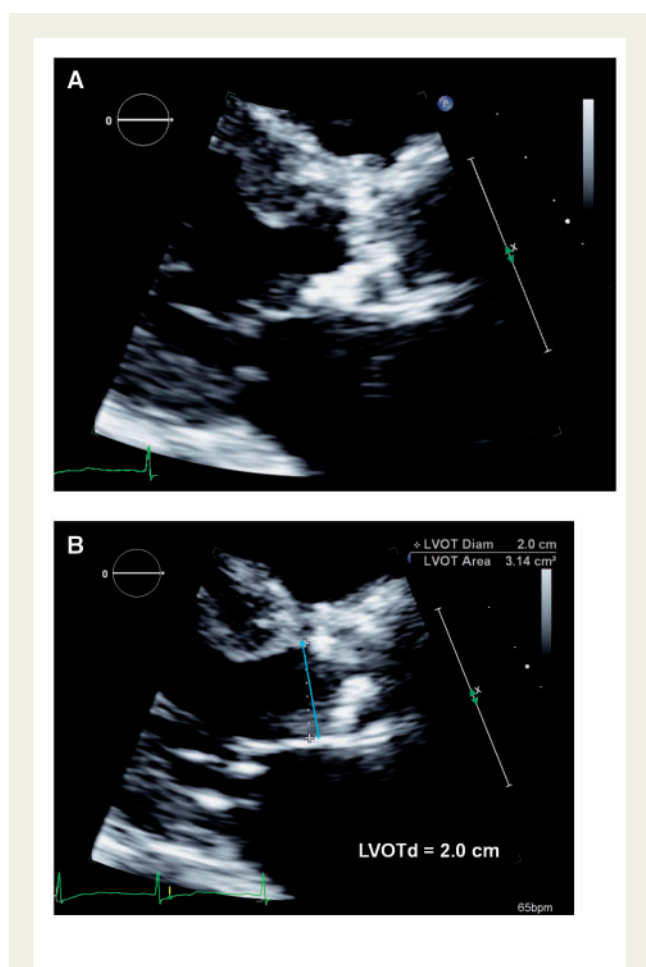 A
0
B
0
LVOT Diam 2.0 cm
LVOT Area 3.14 cm²
x
LVOTd = 2.0 cm
65bpm